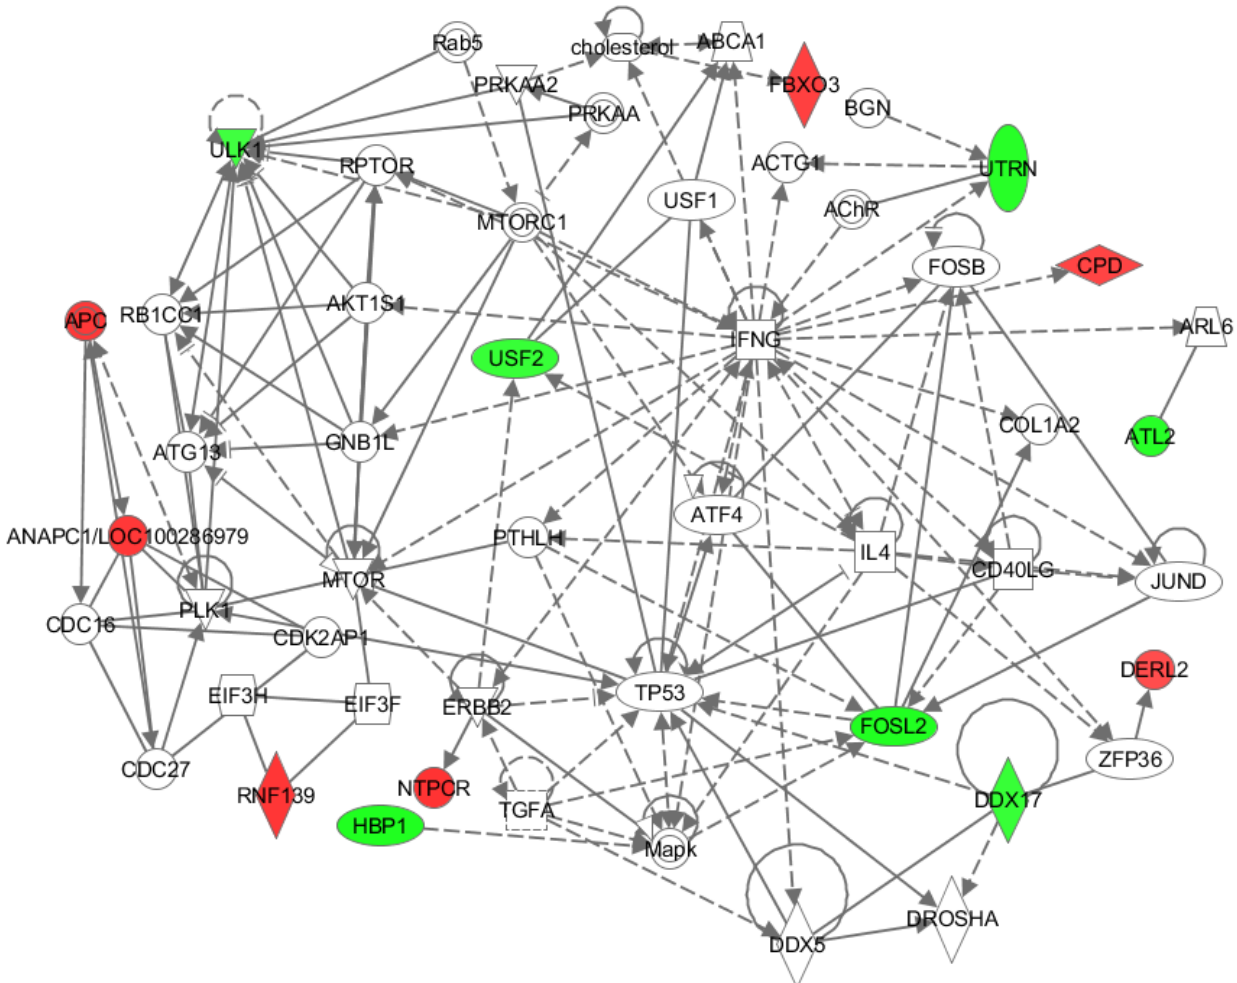 Rab5
cholesterol
ABCA1
PRKAA2
FBXO3
PRKAA
BGN
ULK1
RPTOR
ACTG1
UTRN
MTORC1
USF1
AChR
FOSB
CPD
APC
RB1CC1
AKT1S1
IFNG
ARL6
USF2
ATG13
GNB1L
COL1A2
ATL2
ANAPC1/LOC100286979
PTHLH
ATF4
IL4
CD40LG
MTOR
JUND
CDC16
PLK1
CDK2AP1
EIF3H
EIF3F
ERBB2
TP53
DERL2
FOSL2
CDC27
RNF139
NTPCR
ZFP36
HBP1
TGFA
DDX17
Mapk
DDX5
DROSHA